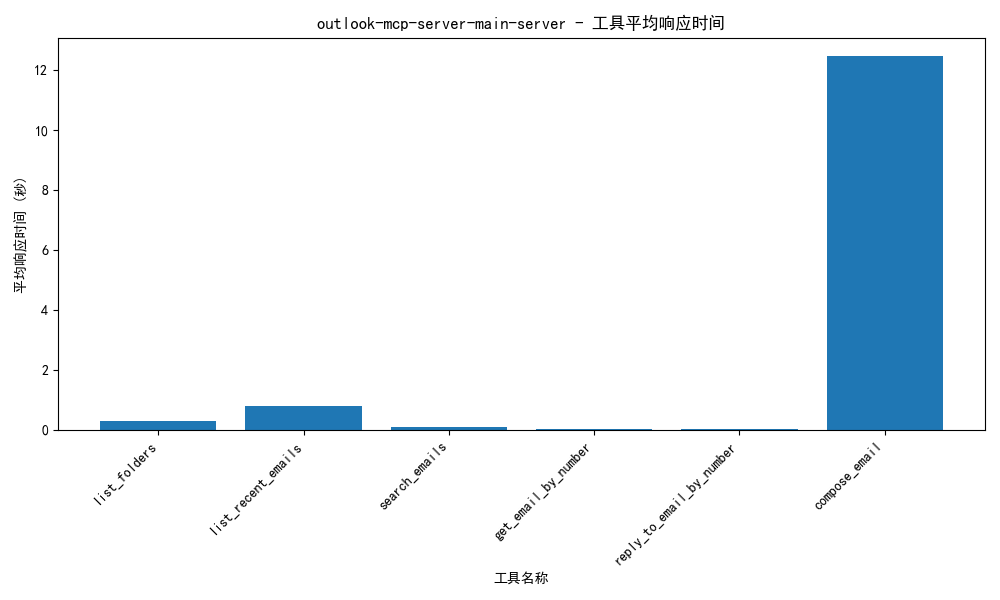 outlook-mcp-server-main-server - 工具平均响应时间
平均响应时间 (秒)
12
10
8
6
4
2
0
list_folders
list_recent_emails
search_emails
get_email_by_number
reply_to_email_by_number
compose_email
工具名称